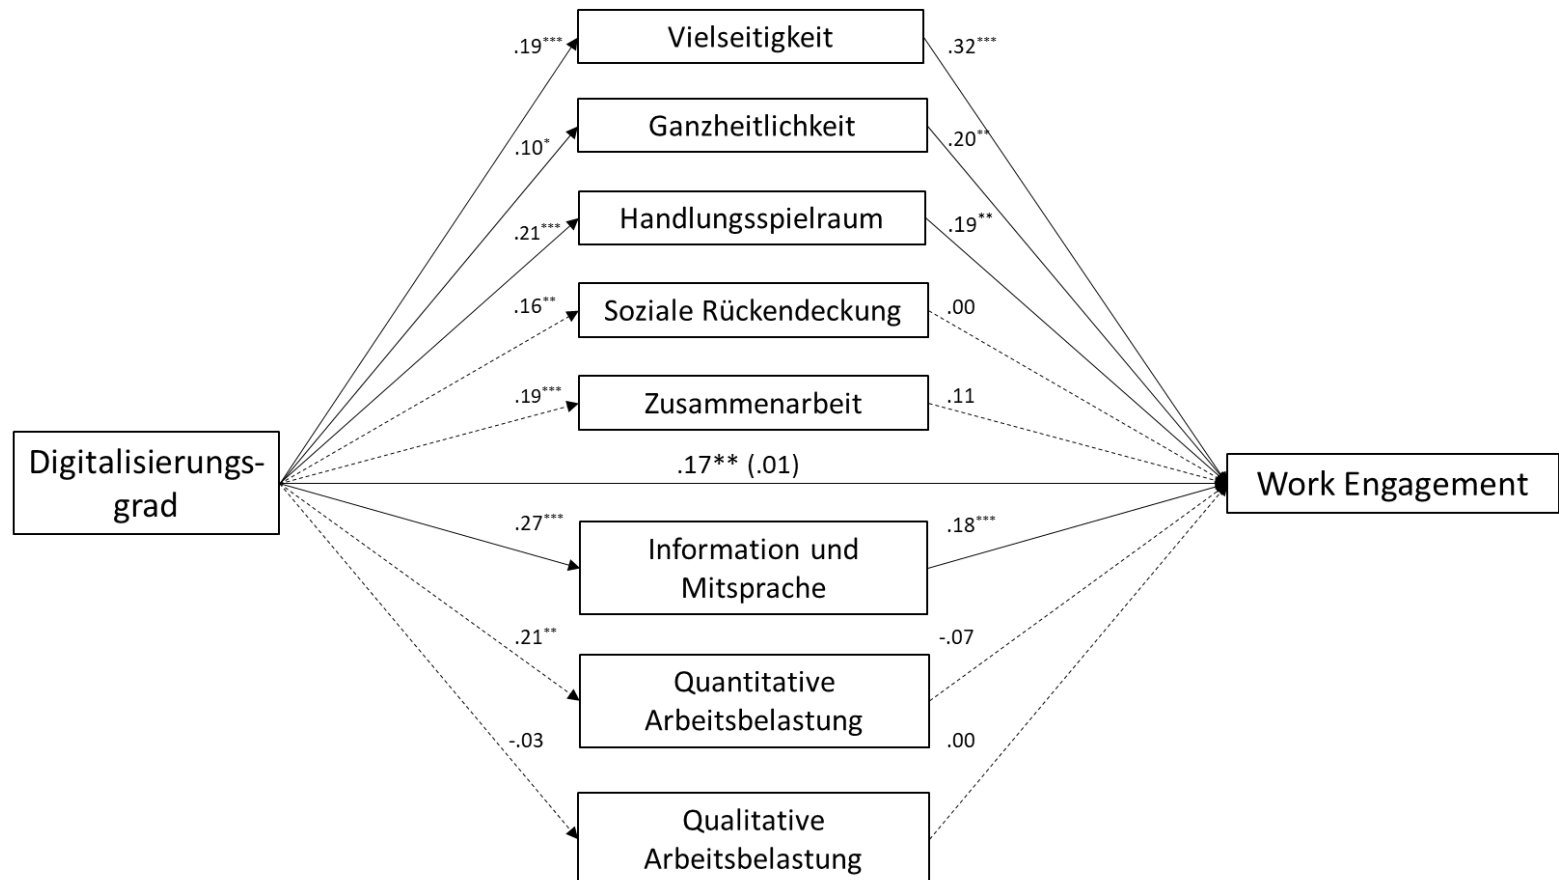 .19***
Vielseitigkeit
.32***
.10*
Ganzheitlichkeit
.20**
.21***
Handlungsspielraum
.19**
.16**
Soziale Rückendeckung
.00
.19***
Zusammenarbeit
.11
Digitalisierungs-
grad
.17** (.01)
Work Engagement
.27***
Information und
Mitsprache
.18***
.21**
Quantitative
Arbeitsbelastung
-.07
-.03
Qualitative
Arbeitsbelastung
.00